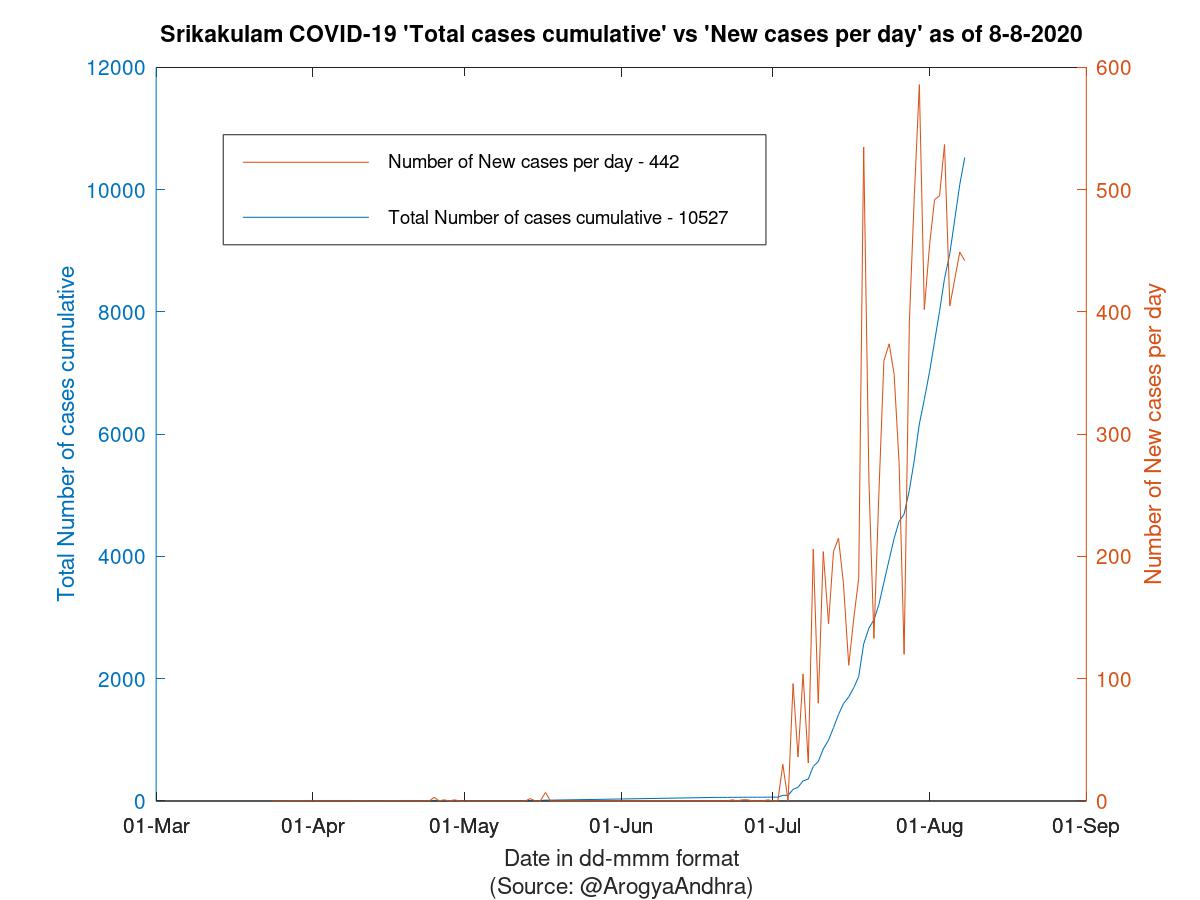 Srikakulam COVID-19 'Total cases cumulative' vs 'New cases per day' as of 8-8-2020
12000
10000
8000
6000
4000
2000
0
Total Number of cases cumulative
Number of New cases per day - 442
Total Number of cases cumulative - 10527
600
500
400
300
200
100
0
Number of New cases per day
01-Mar 01-Apr 01-May 01-Jun 01-Jul 01-Aug 01-Sep
Date in dd-mmm format
(Source: @ArogyaAndhra)